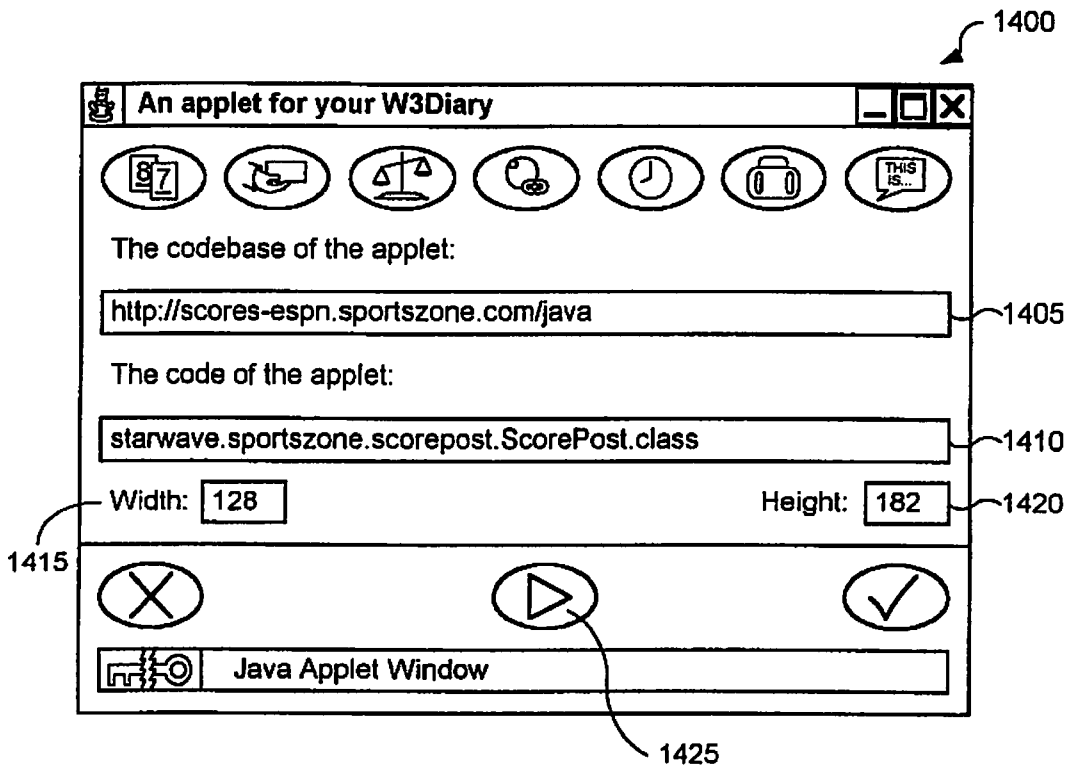 1400
An applet for your W3Diary
8 7 THIS IS...
The codebase of the applet:
http://scores-espn.sportszone.com/java
1405
The code of the applet:
starwave.sportszone.scorepost.ScorePost.class
1410
Width: 128 Height: 182
1420
1415
Java Applet Window
1425